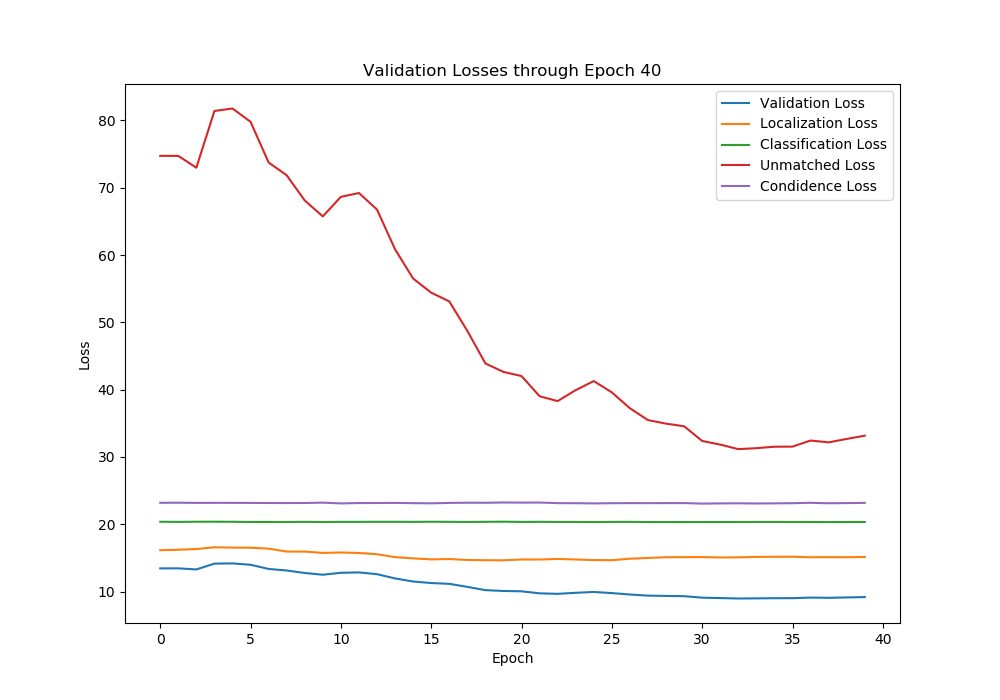 Validation Losses through Epoch 40
Validation Loss
Localization Loss
Classification Loss
Unmatched Loss
Condidence Loss
80
70
60
50
40
30
20
10
Loss
0 5 10 15 20 25 30 35 40
Epoch